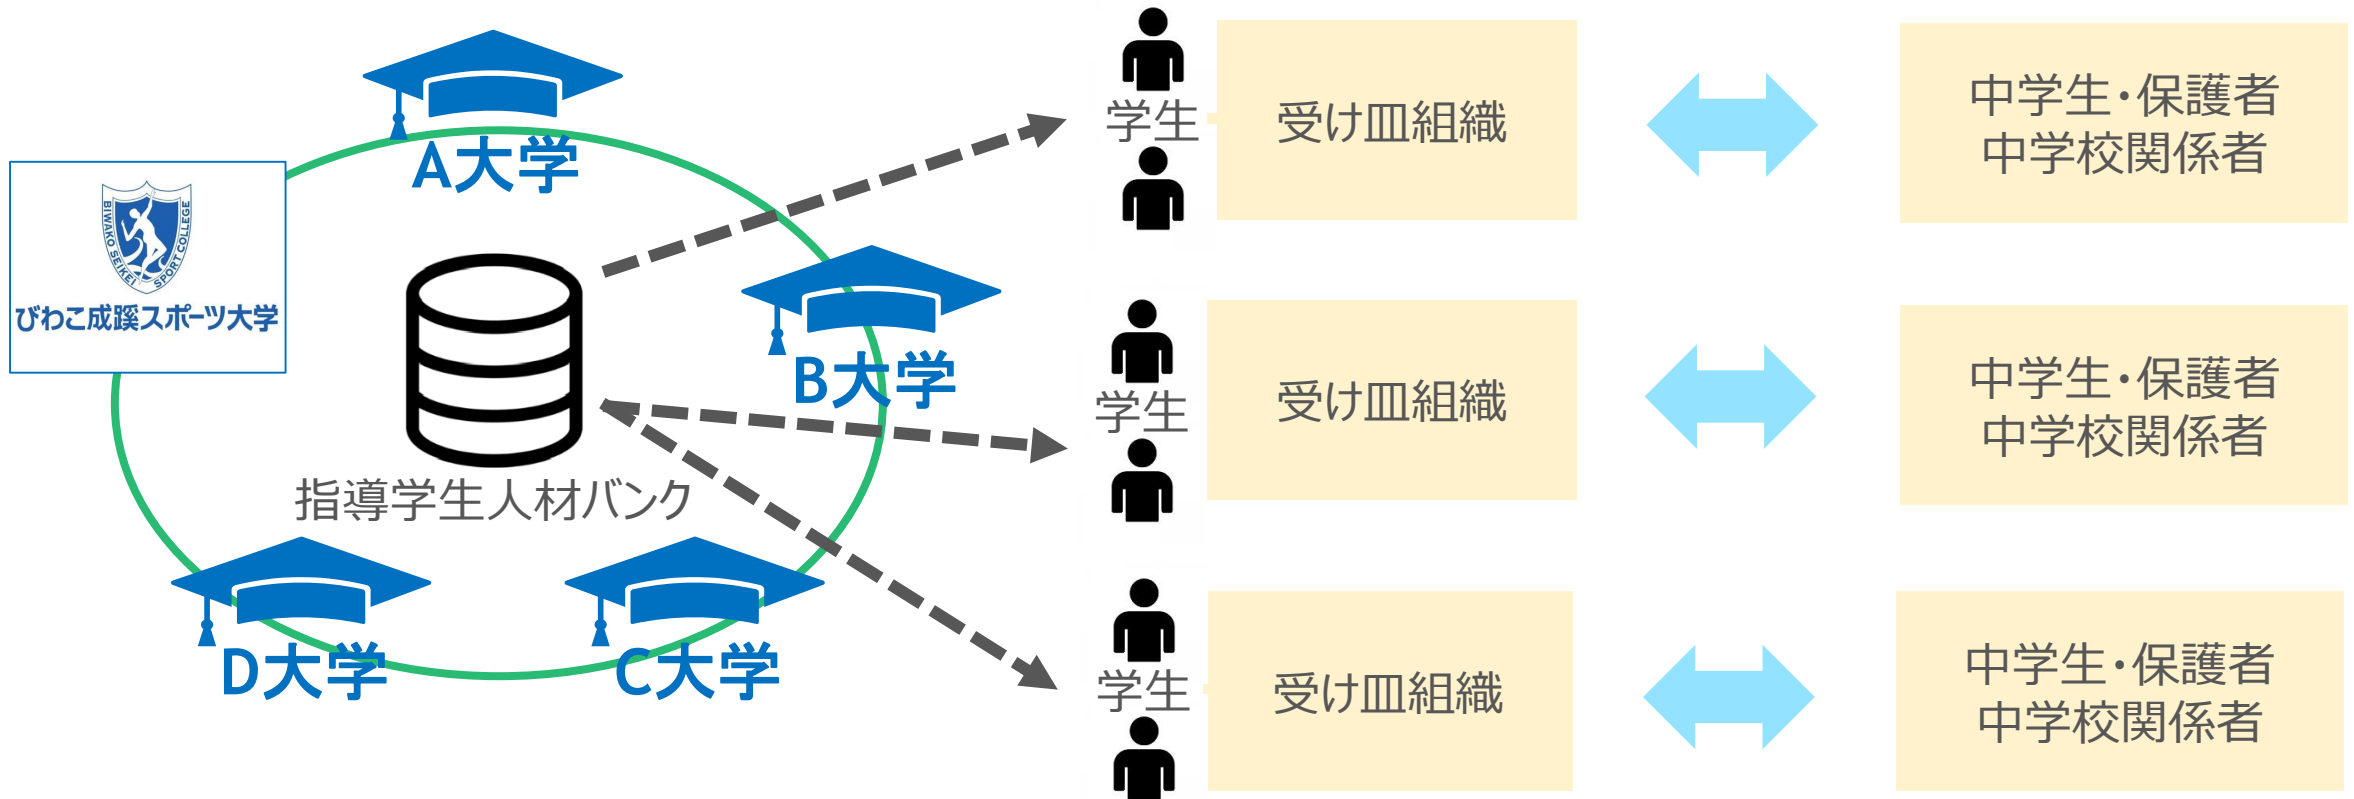 A大学
BIWAKO SEIKEI SPORT COLLEGE
びわこ成蹊スポーツ大学
B大学
指導学生人材バンク
D大学
C大学
学生
受け皿組織
中学生・保護者
中学校関係者
学生
受け皿組織
中学生・保護者
中学校関係者
学生
受け皿組織
中学生・保護者
中学校関係者